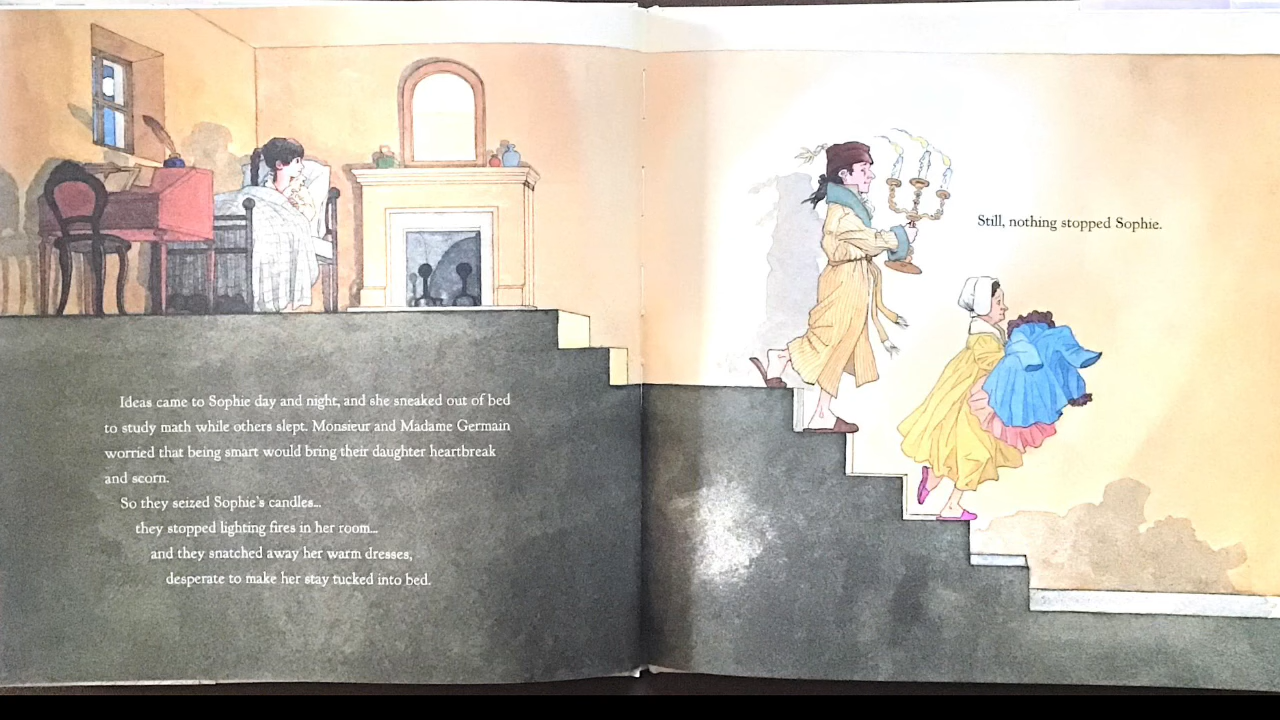 Ideas came to Sophie day and night, and she sneaked out of bed
to study math while others slept. Monsieur and Madame Germain
worried that being smart would bring their daughter heartbreak
and scorn.
So they seized Sophie's candles...
they stopped lighting fires in her room...
and they snatched away her warm dresses,
desperate to make her stay tucked into bed.
Still, nothing stopped Sophie.